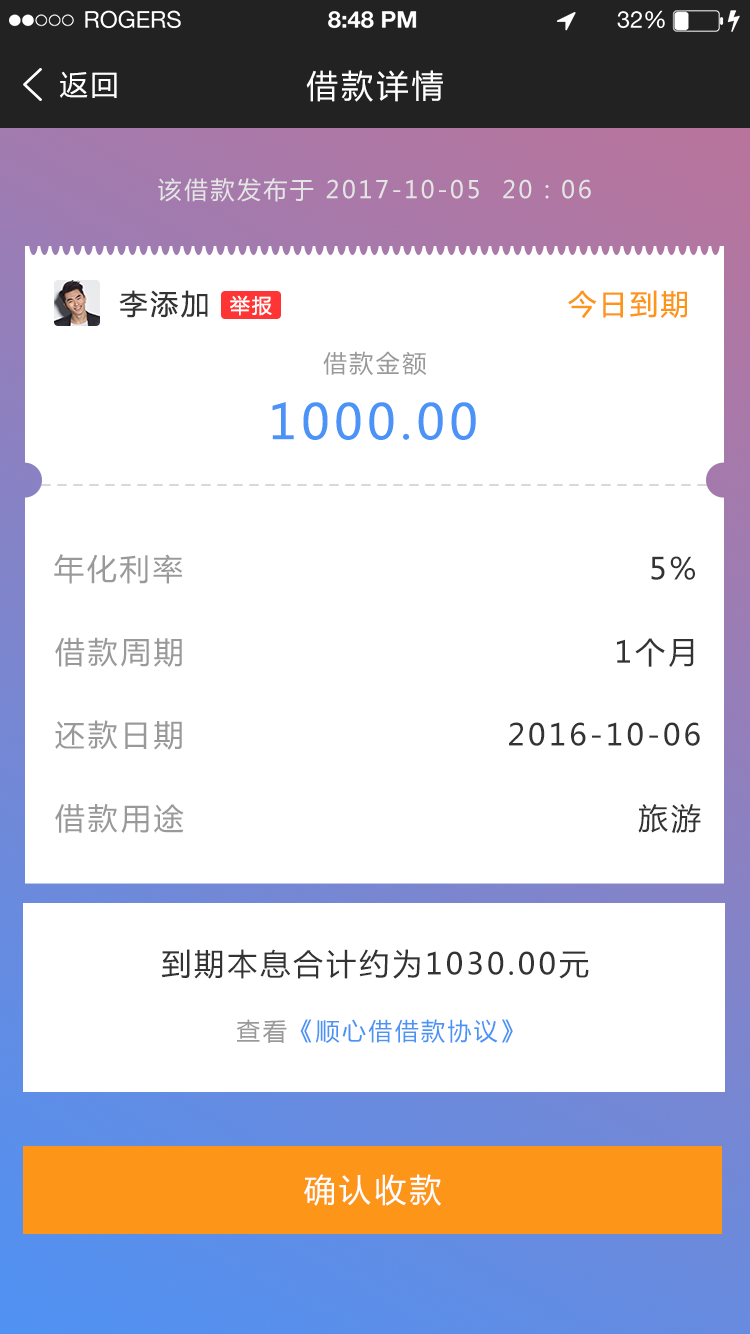 ROGERS 8:48 PM 32%
返回 借款详情
该借款发布于 2017-10-05 20 : 06
李添加 举报 今日到期
借款金额
1000.00
年化利率 5%
借款周期 1个月
还款日期 2016-10-06
借款用途 旅游
到期本息合计约为1030.00元
查看《顺心借借款协议》
确认收款